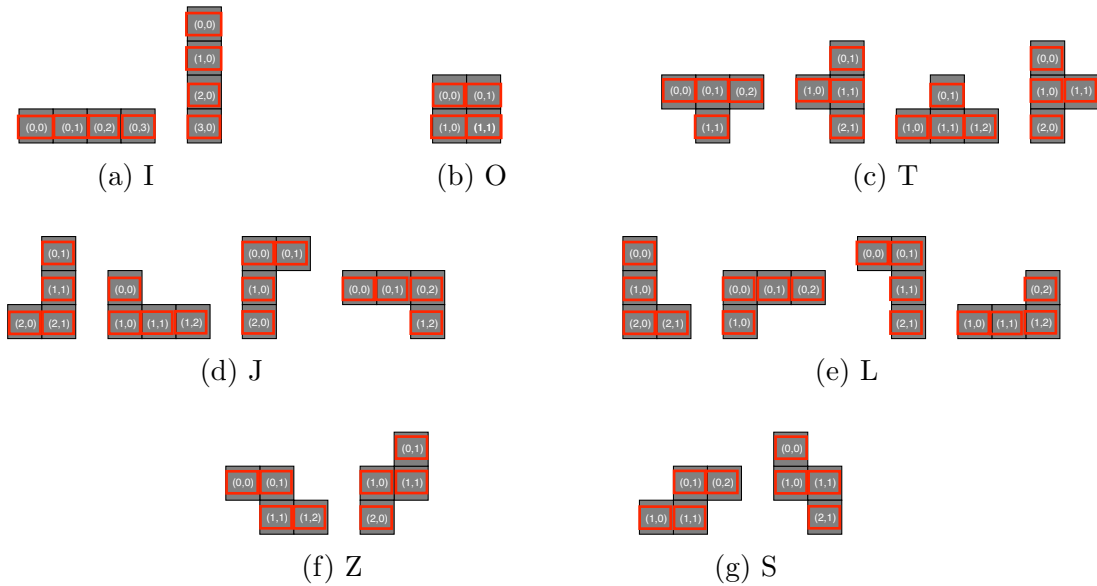 (0,0)
(1,0)
(2,0)
(3,0)
(0,0) (0,1) (0,2) (0,3)
(a) I
(0,0) (0,1)
(1,0) (1,1)
(b) O
(0,0) (0,1) (0,2)
(1,1)
(0,1)
(1,0) (1,1)
(2,1)
(0,1)
(1,0) (1,1) (1,2)
(0,0)
(1,0) (1,1)
(2,0)
(c) T
(0,1)
(1,1)
(2,0) (2,1)
(0,0)
(1,0) (1,1) (1,2)
(0,0) (0,1)
(1,0)
(2,0)
(0,0) (0,1) (0,2)
(1,2)
(d) J
(0,0)
(1,0)
(2,0) (2,1)
(0,0) (0,1) (0,2)
(1,0)
(0,0) (0,1)
(1,1)
(2,1)
(0,2)
(1,0) (1,1) (1,2)
(e) L
(0,0) (0,1)
(1,1) (1,2)
(0,1)
(1,0) (1,1)
(2,0)
(f) Z
(0,1) (0,2)
(1,0) (1,1)
(0,0)
(1,0) (1,1)
(2,1)
(g) S